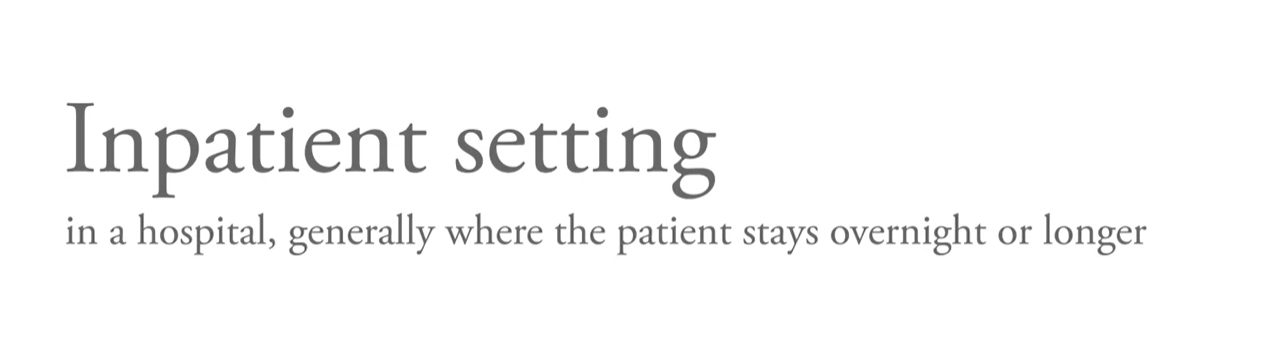 Inpatient setting
in a hospital, generally where the patient stays overnight or longer